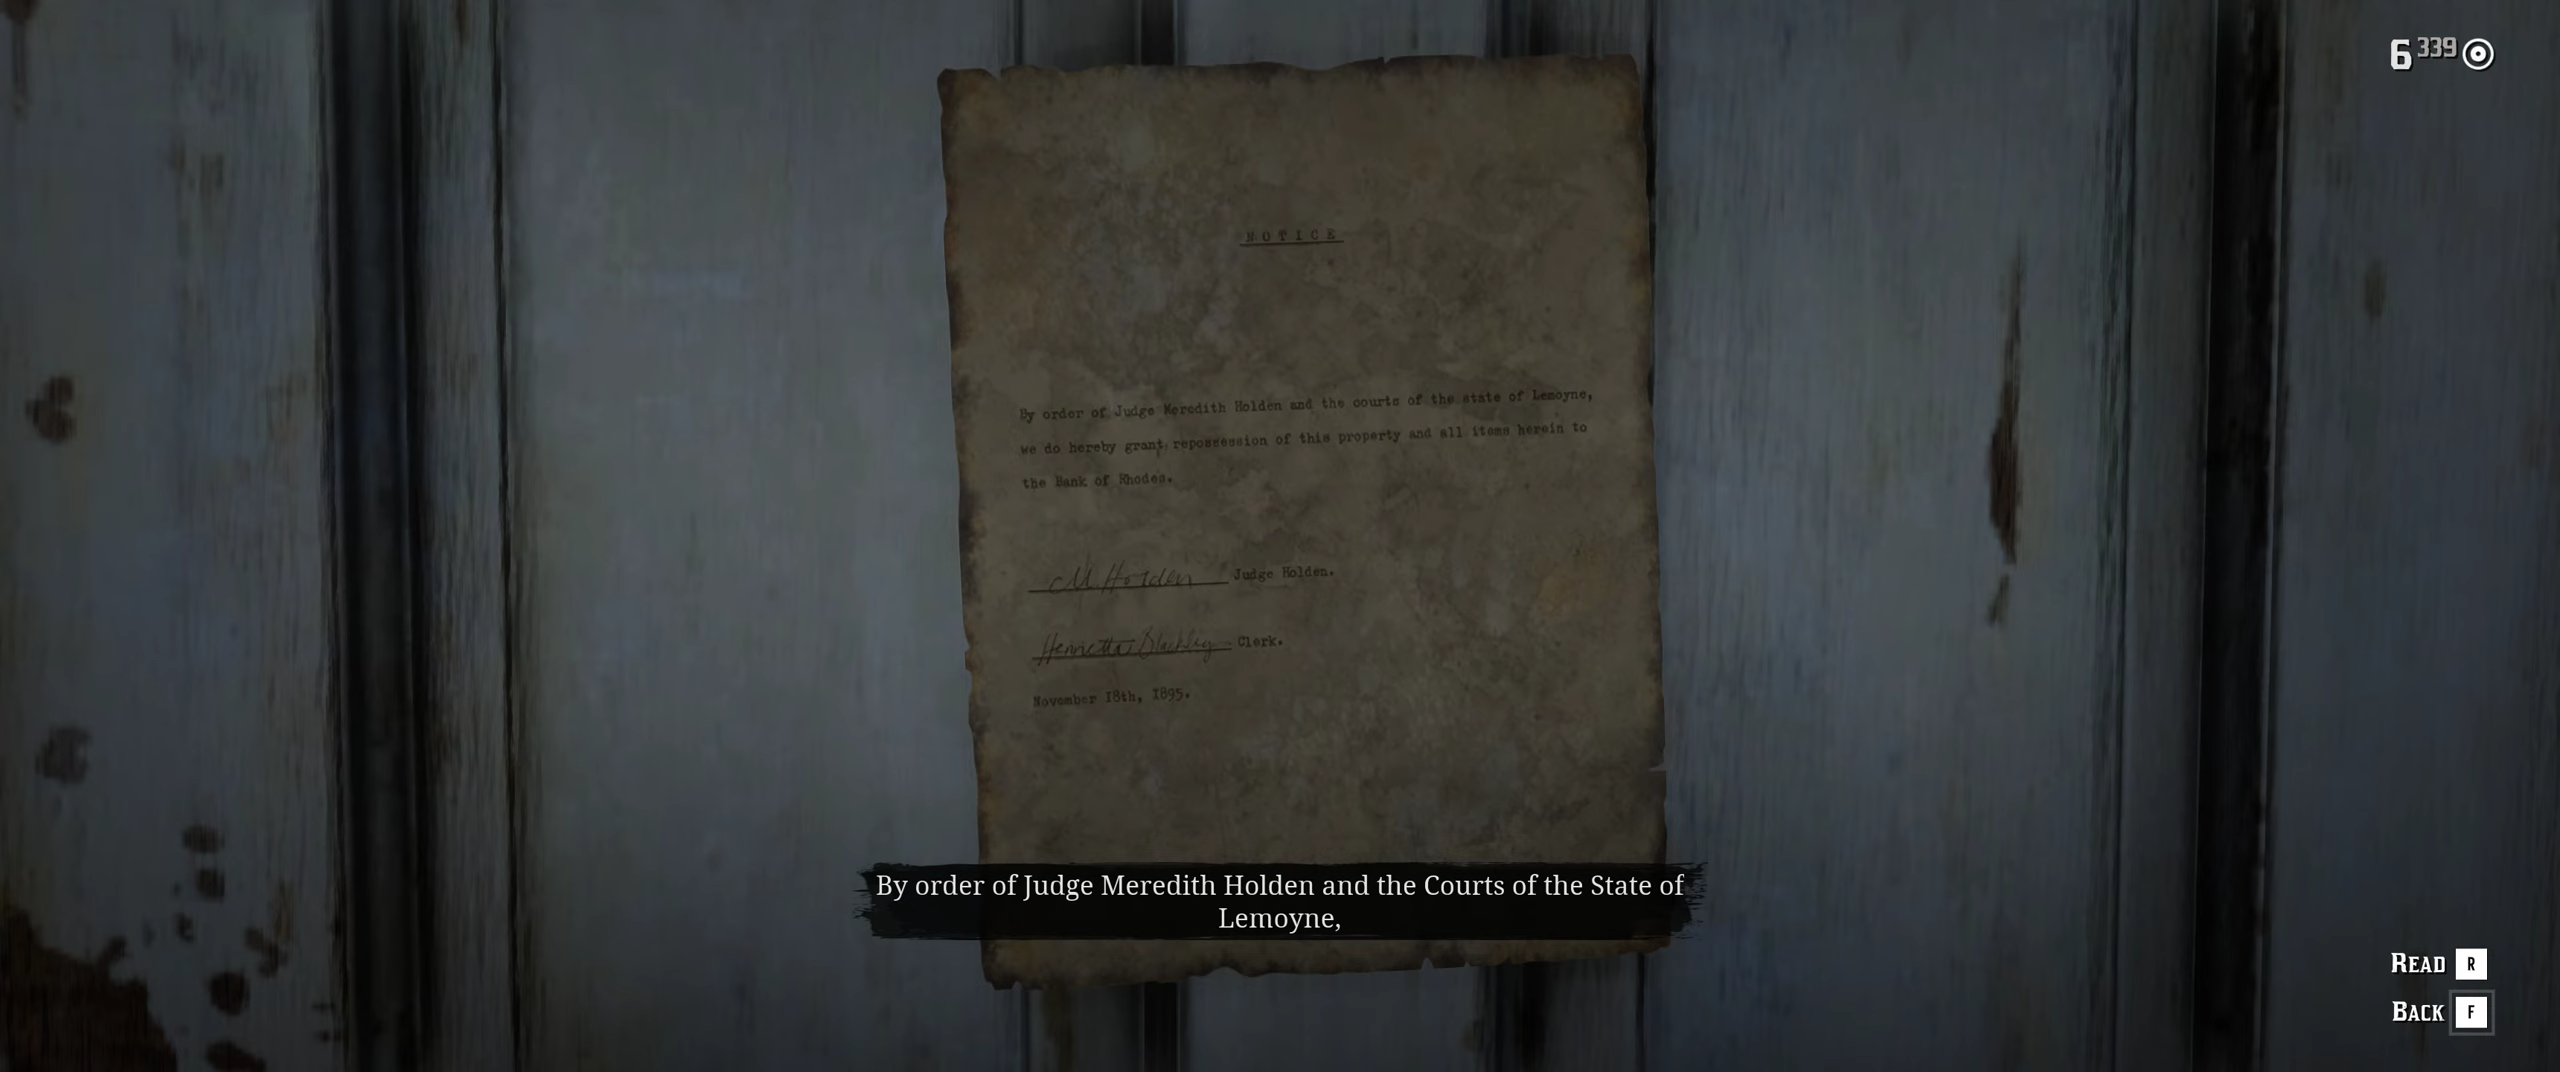 6 339
NOTICE
By order of Judge Meredith Holden and the courts of the state of Lemoyne,
we do hereby grant repossession of this property and all items herein to
the Bank of Rhodes.
M. Holden Judge Holden.
Henrietta Blackley Clerk.
November 18th, 1895.
By order of Judge Meredith Holden and the Courts of the State of
Lemoyne,
READ R
BACK F